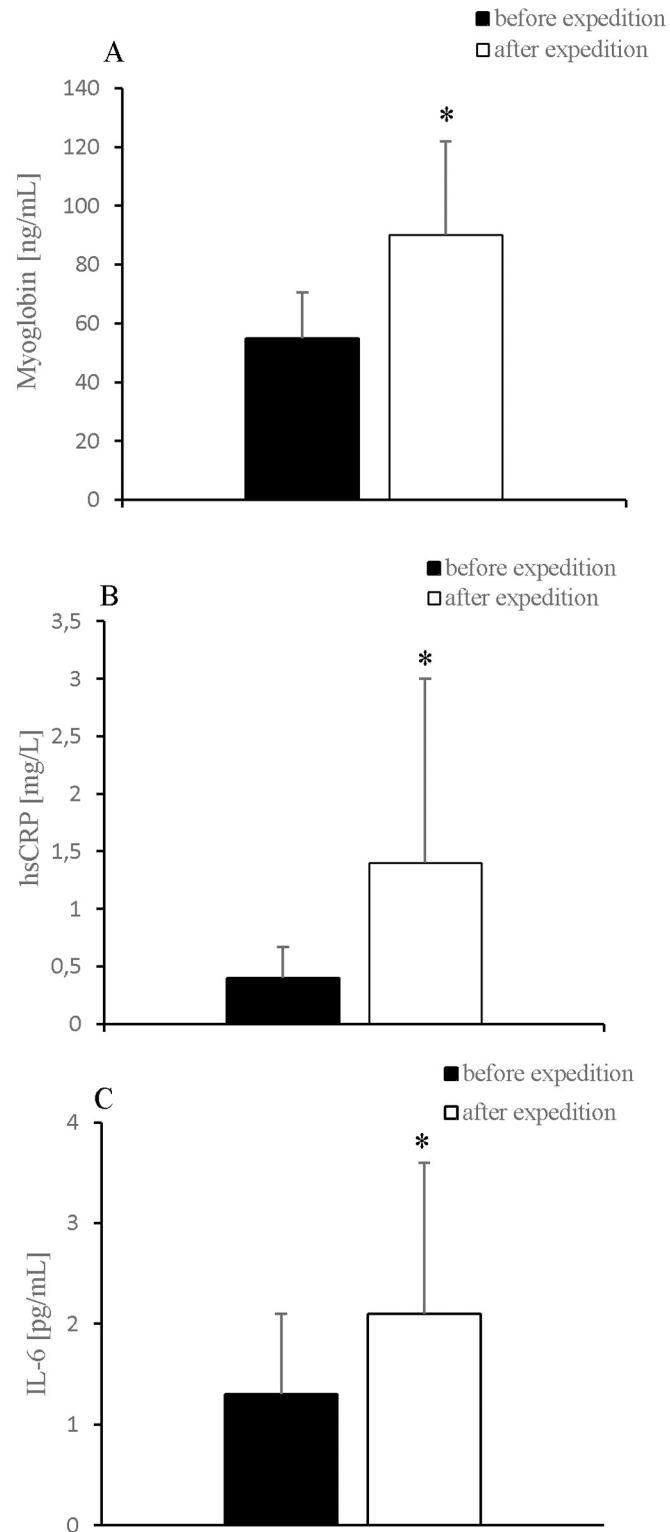 before expedition
after expedition
A
*
Myoglobin [ng/mL]
140
120
100
80
60
40
20
0
before expedition
after expedition
B
*
hsCRP [mg/L]
3,5
3
2,5
2
1,5
1
0,5
0
before expedition
after expedition
C
*
IL-6 [pg/mL]
4
3
2
1
0